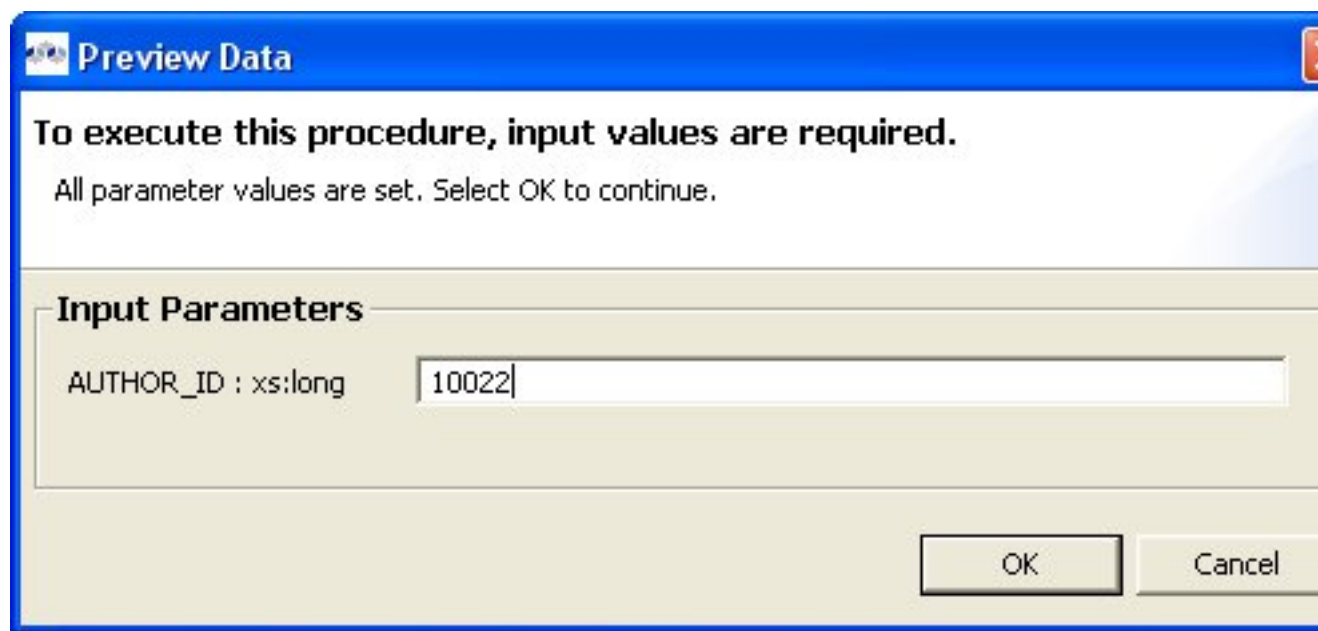 Preview Data
To execute this procedure, input values are required.
All parameter values are set. Select OK to continue.
Input Parameters
AUTHOR_ID : xs:long 10022
OK Cancel